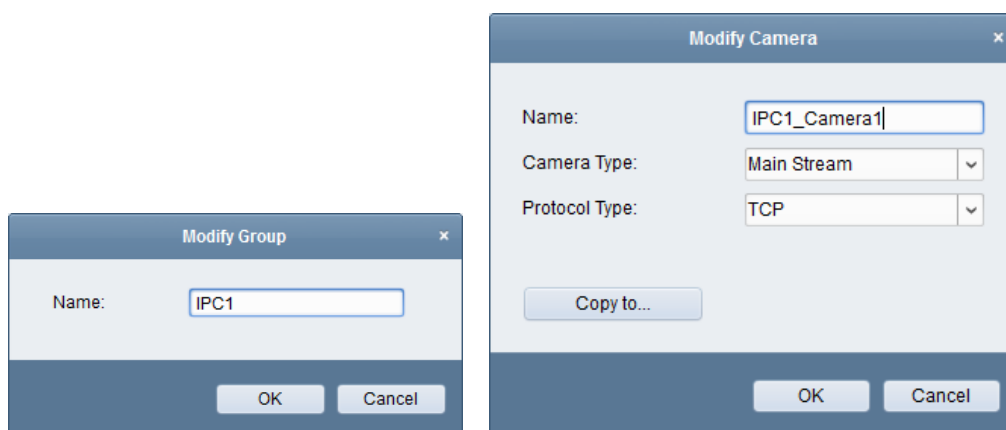 Modify Group ×
Name: IPC1
OK Cancel
Modify Camera ×
Name: IPC1_Camera1
Camera Type: Main Stream
Protocol Type: TCP
Copy to...
OK Cancel